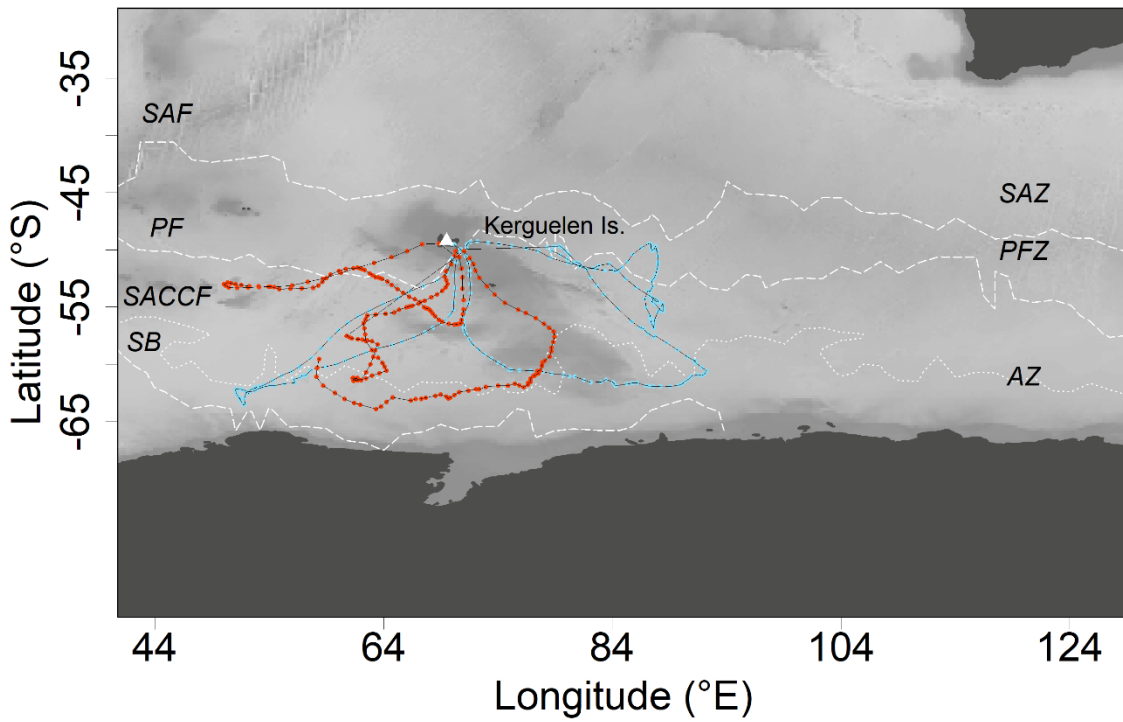 -35
SAF
-45
SAZ
PF
Kerguelen Is.
PFZ
SACCF
-55
SB
AZ
-65
Latitude (°S)
44
64
84
104
124
Longitude (°E)